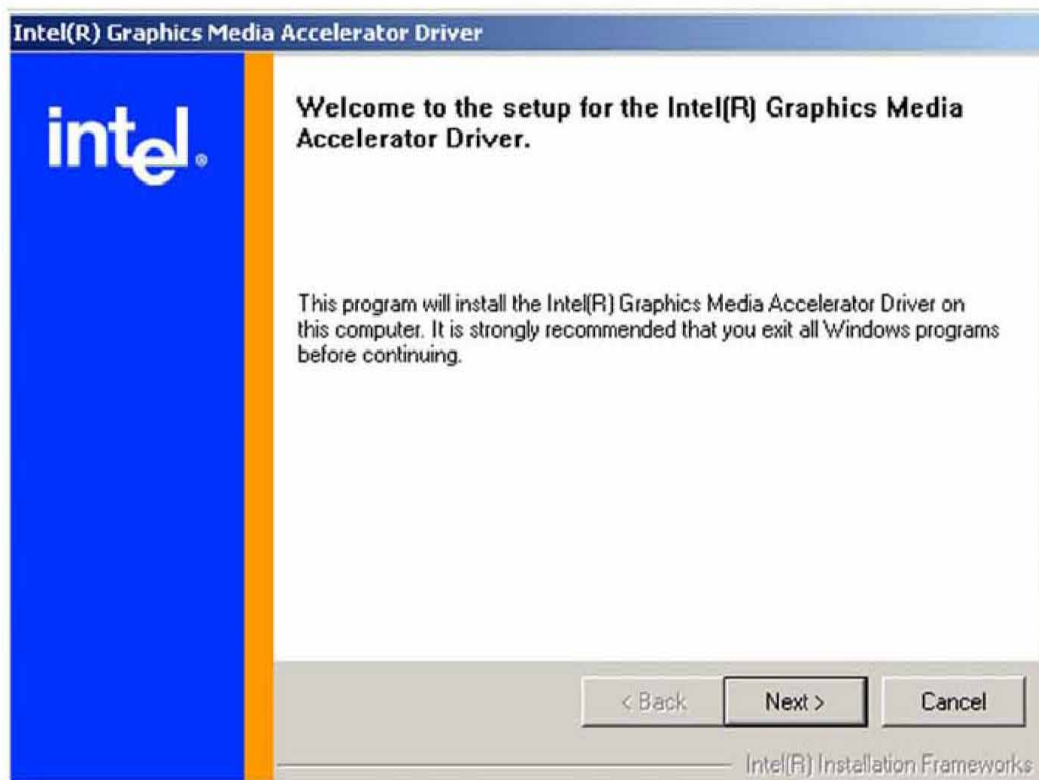 Intel(R) Graphics Media Accelerator Driver
intel®
Welcome to the setup for the Intel(R) Graphics Media
Accelerator Driver.
This program will install the Intel(R) Graphics Media Accelerator Driver on
this computer. It is strongly recommended that you exit all Windows programs
before continuing.
< Back
Next >
Cancel
Intel(R) Installation Frameworks